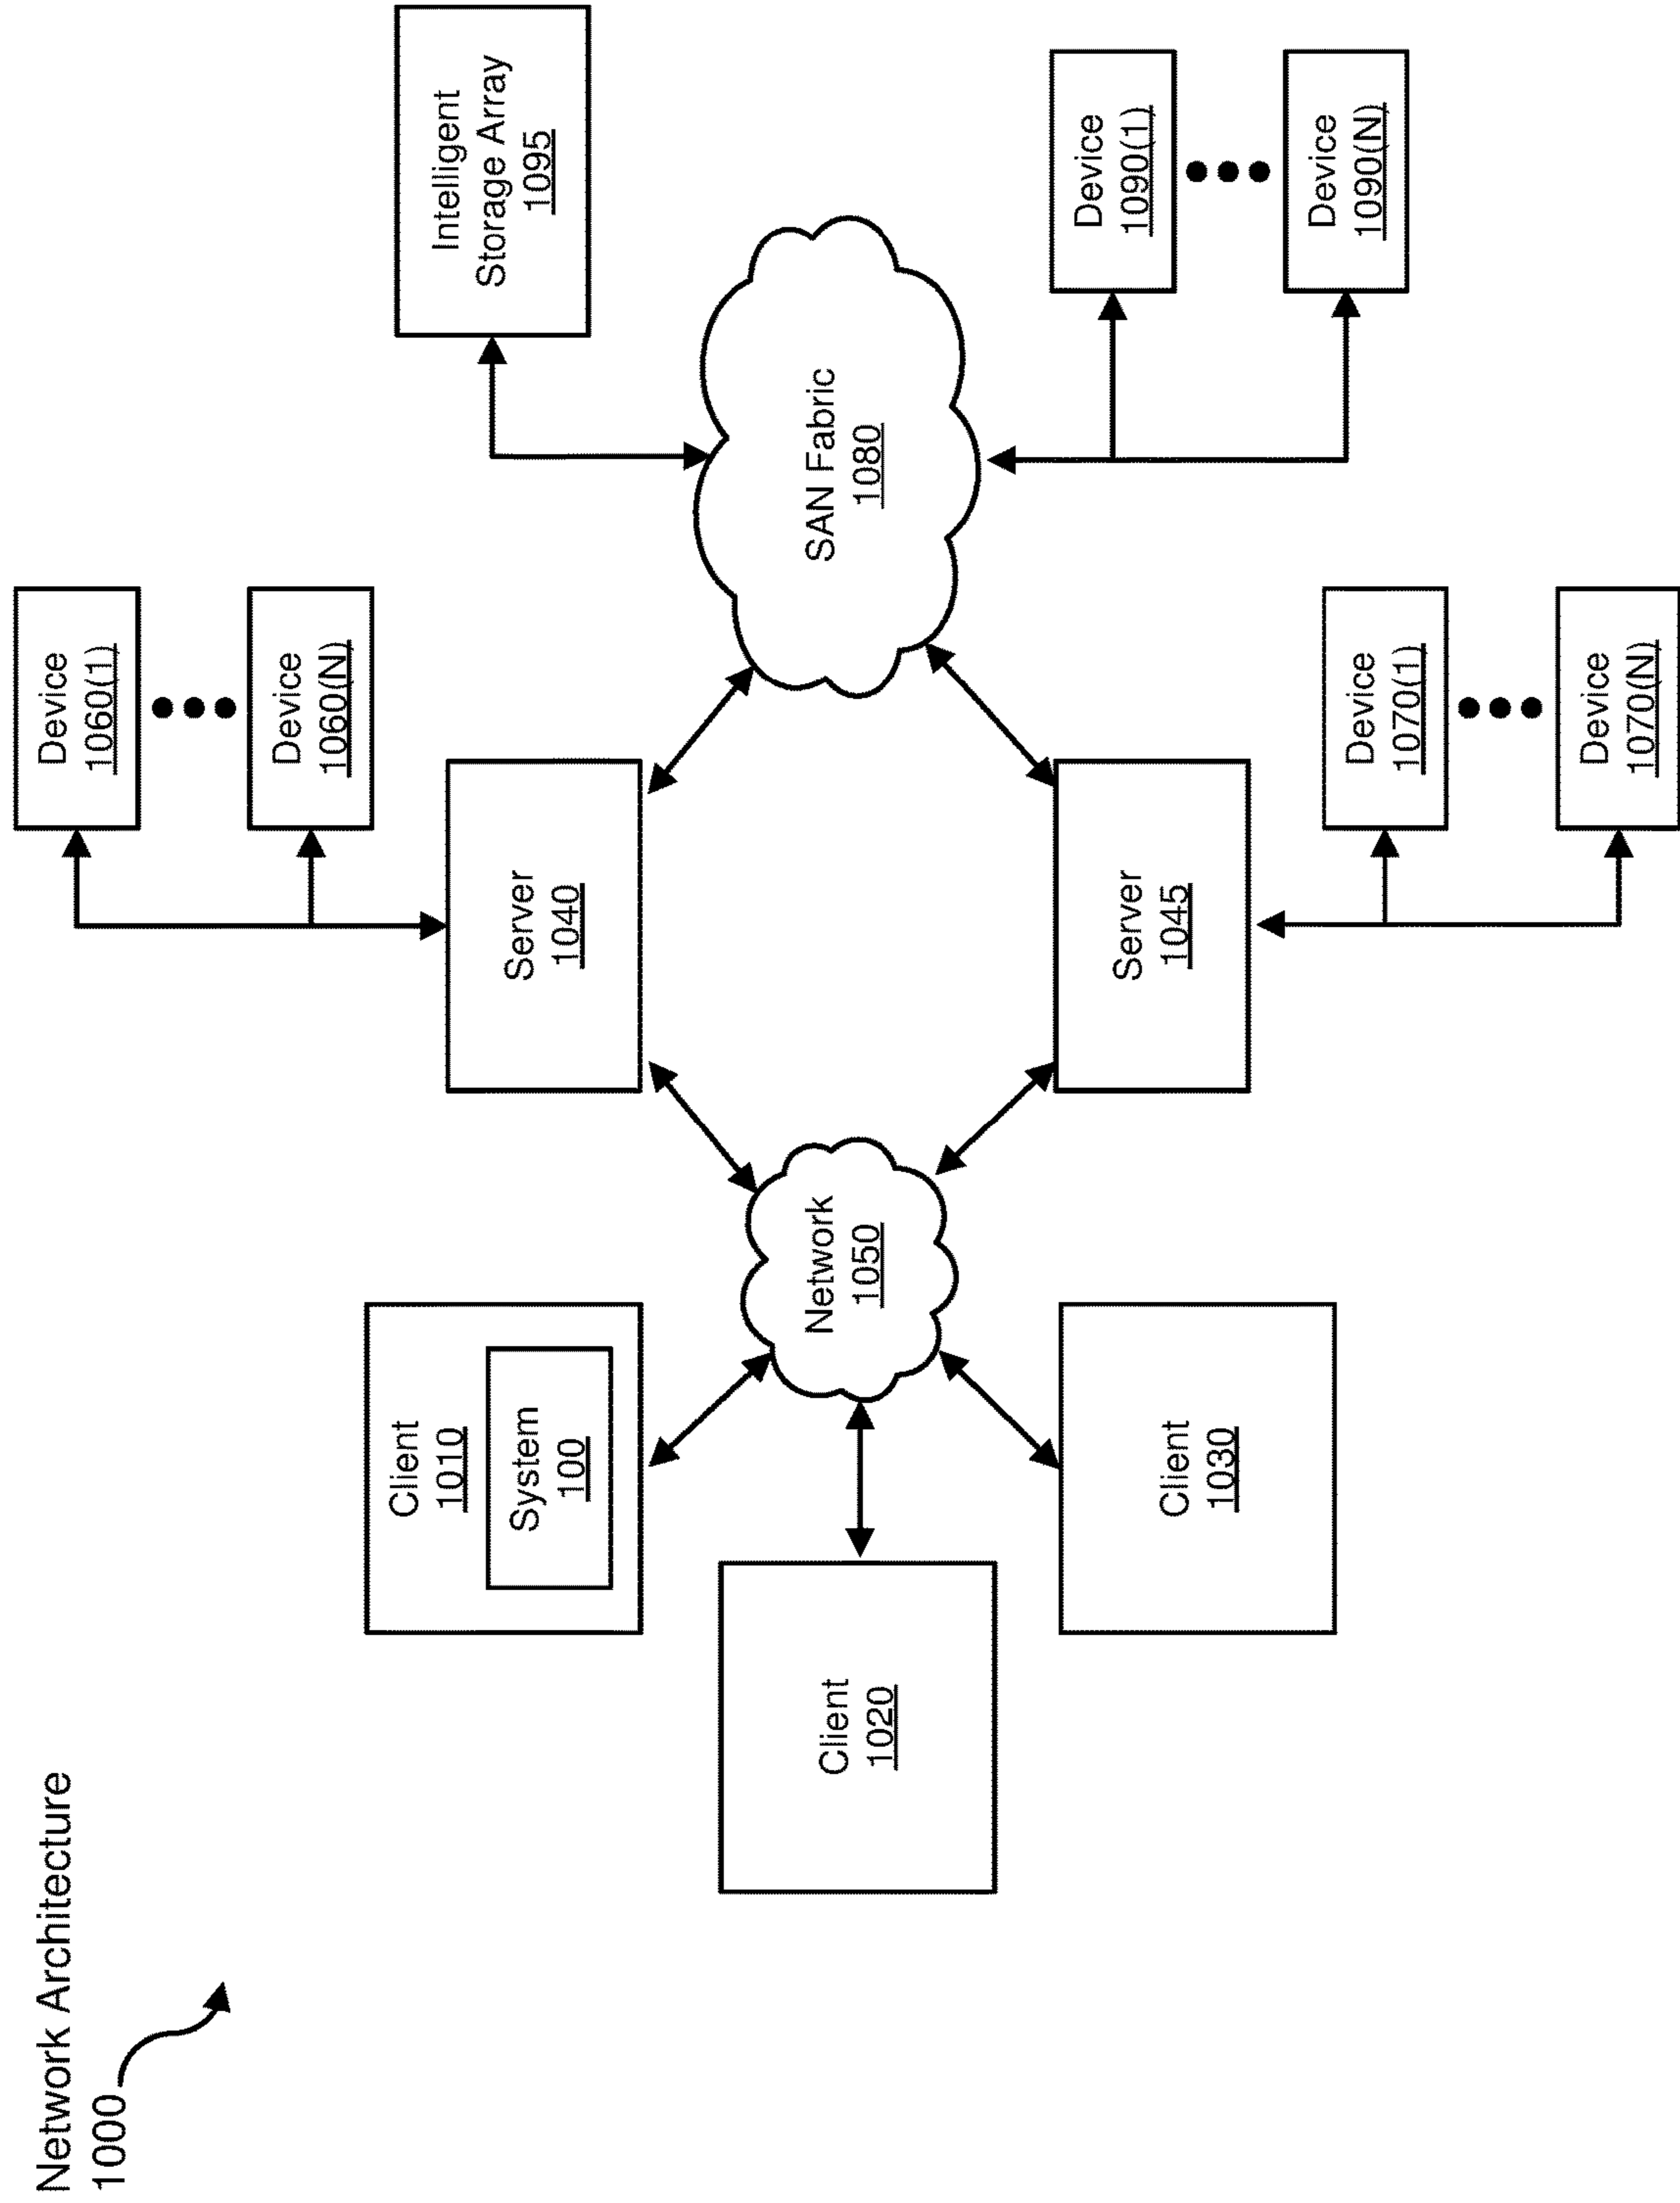 Network Architecture
1000
Client
1010
System
100
Client
1020
Client
1030
Network
1050
Device
1060(1)
Device
1060(N)
Server
1040
Server
1045
Device
1070(1)
Device
1070(N)
SAN Fabric
1080
Intelligent
Storage Array
1095
Device
1090(1)
Device
1090(N)